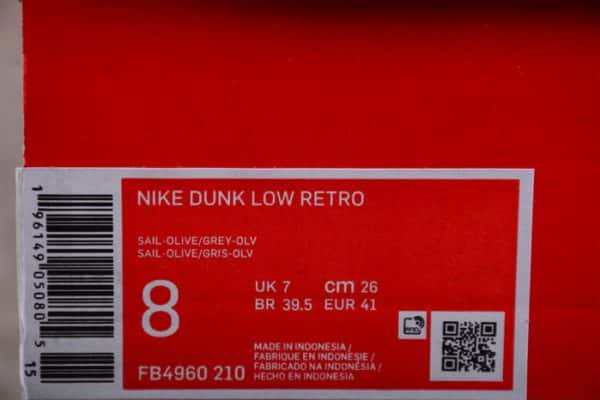 NIKE DUNK LOW RETRO
SAIL-OLIVE/GREY-OLV
SAIL-OLIVE/GRIS-OLV
8
UK 7 cm 26
BR 39.5 EUR 41
MADE IN INDONESIA /
FABRIQUE EN INDONESIE /
FABRICADO NA INDONÉSIA /
HECHO EN INDONESIA
FB4960 210
1 96149 05080 5
15